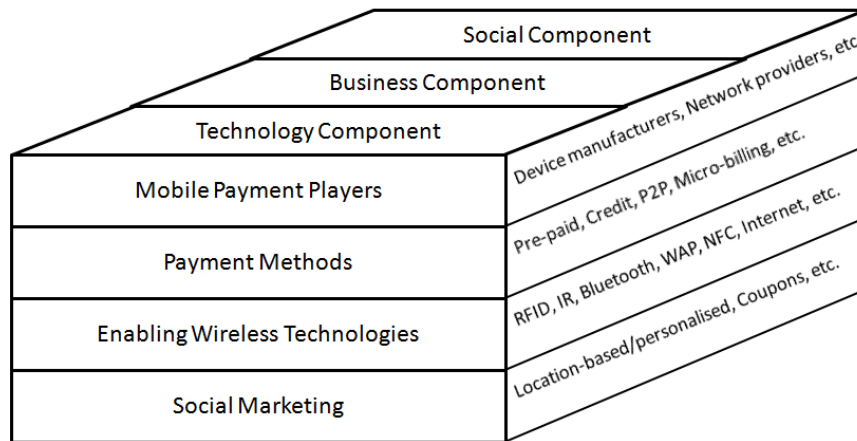 Social Component
Business Component
Technology Component
Mobile Payment Players
Device manufacturers, Network providers, etc.
Payment Methods
Pre-paid, Credit, P2P, Micro-billing, etc.
Enabling Wireless Technologies
RFID, IR, Bluetooth, WAP, NFC, Internet, etc.
Social Marketing
Location-based/personalised, Coupons, etc.